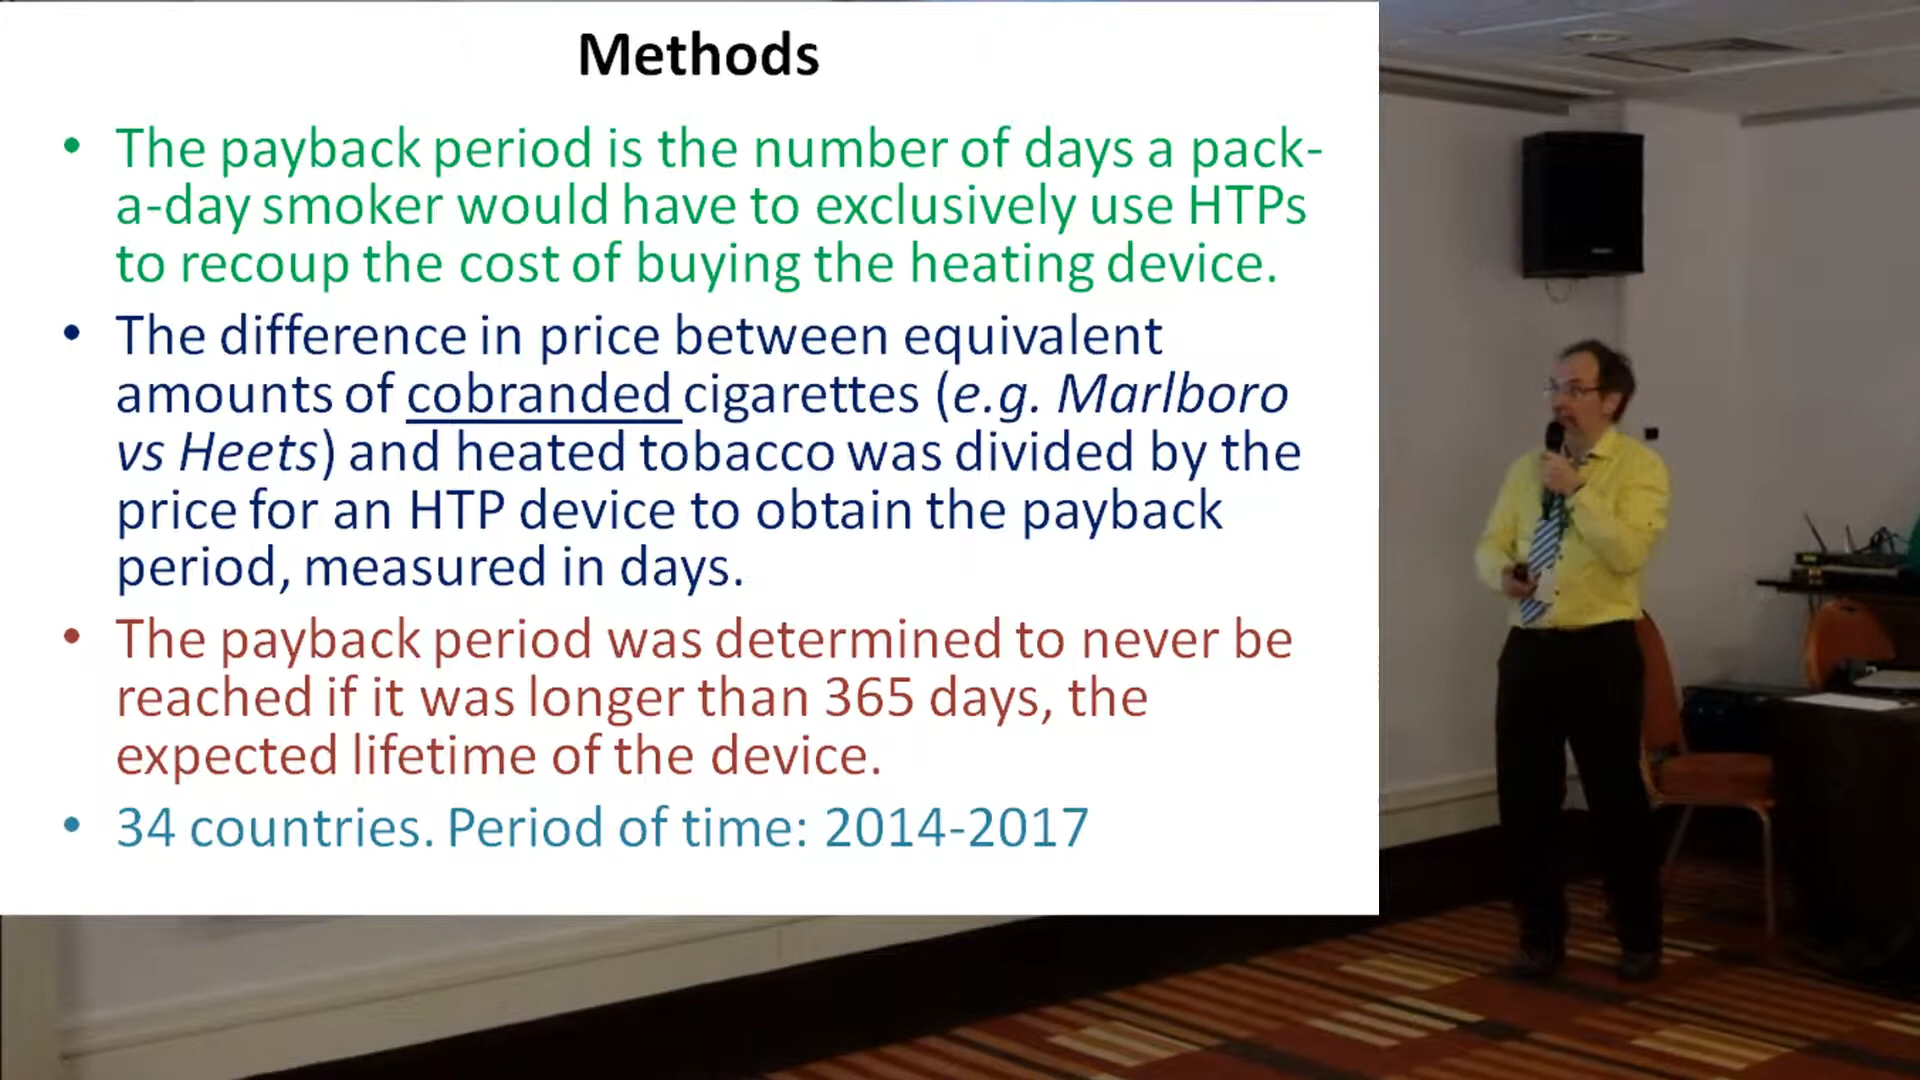 Methods
• The payback period is the number of days a pack-
a-day smoker would have to exclusively use HTPs
to recoup the cost of buying the heating device.
• The difference in price between equivalent
amounts of cobranded cigarettes (e.g. Marlboro
vs Heets) and heated tobacco was divided by the
price for an HTP device to obtain the payback
period, measured in days.
• The payback period was determined to never be
reached if it was longer than 365 days, the
expected lifetime of the device.
• 34 countries. Period of time: 2014-2017